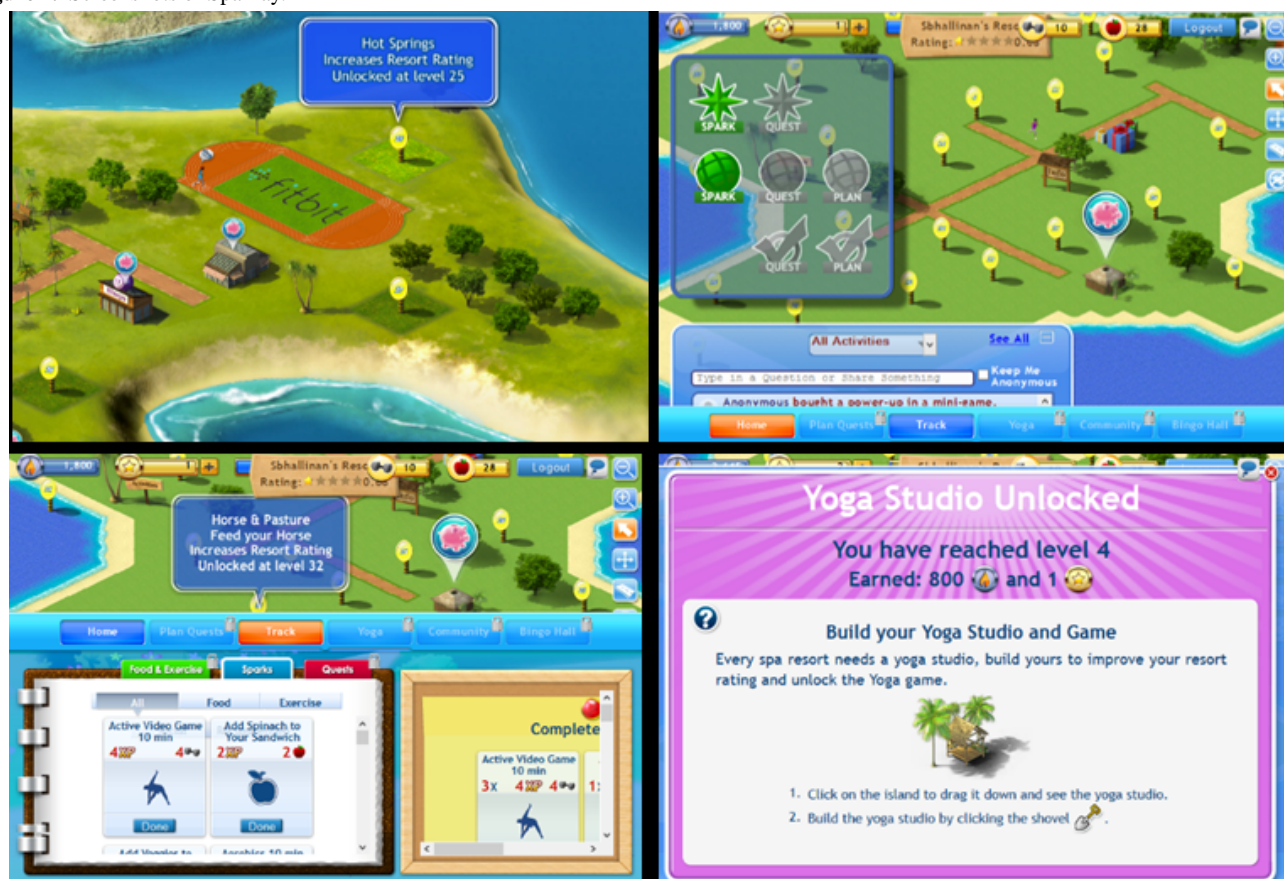 Hot Springs
Increases Resort Rating
Unlocked at level 25
fitbit
1,800
1
Sbhallinan's Reso
10
28
Logout
Rating:
SPARK
QUEST
SPARK
QUEST
PLAN
QUEST
PLAN
All Activities
See All
Type in a Question or Share Something
Keep Me
Anonymous
Anonymous bought a power-up in a mini-game.
Home
Plan Quests
Track
Yoga
Community
Bingo Hall
1,800
1
Sbhallinan's Reso
10
28
Logout
Rating:
Horse & Pasture
Feed your Horse
Increases Resort Rating
Unlocked at level 32
Home
Plan Quests
Track
Yoga
Community
Bingo Hall
Food & Exercise
Sparks
Quests
All
Food
Exercise
Active Video Game
10 min
4 XP
4
Add Spinach to
Your Sandwich
2 XP
2
Done
Done
Complete
Active Video Game
10 min
3x 4 XP 4
Yoga Studio Unlocked
You have reached level 4
Earned: 800 and 1
Build your Yoga Studio and Game
Every spa resort needs a yoga studio, build yours to improve your resort
rating and unlock the Yoga game.
1. Click on the island to drag it down and see the yoga studio.
2. Build the yoga studio by clicking the shovel .